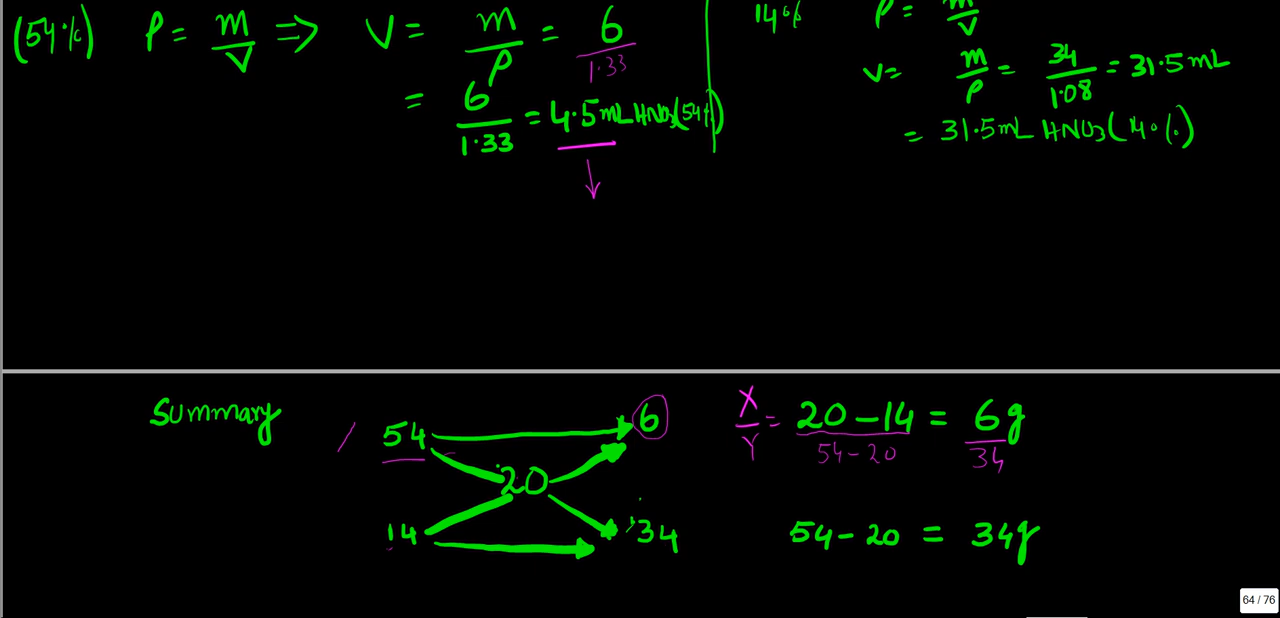 (54%) ρ = m/V ⇒ V = m/ρ = 6/1.33
= 6/1.33 = 4.5mL HNO3(54%)
14% ρ = m/V
V= m/ρ = 34/1.08 = 31.5mL
= 31.5mL HNO3(14%)
Summary
54 6
20
14 34
X/Y = 20-14/54-20 = 6g/34
54-20 = 34g
64 / 76